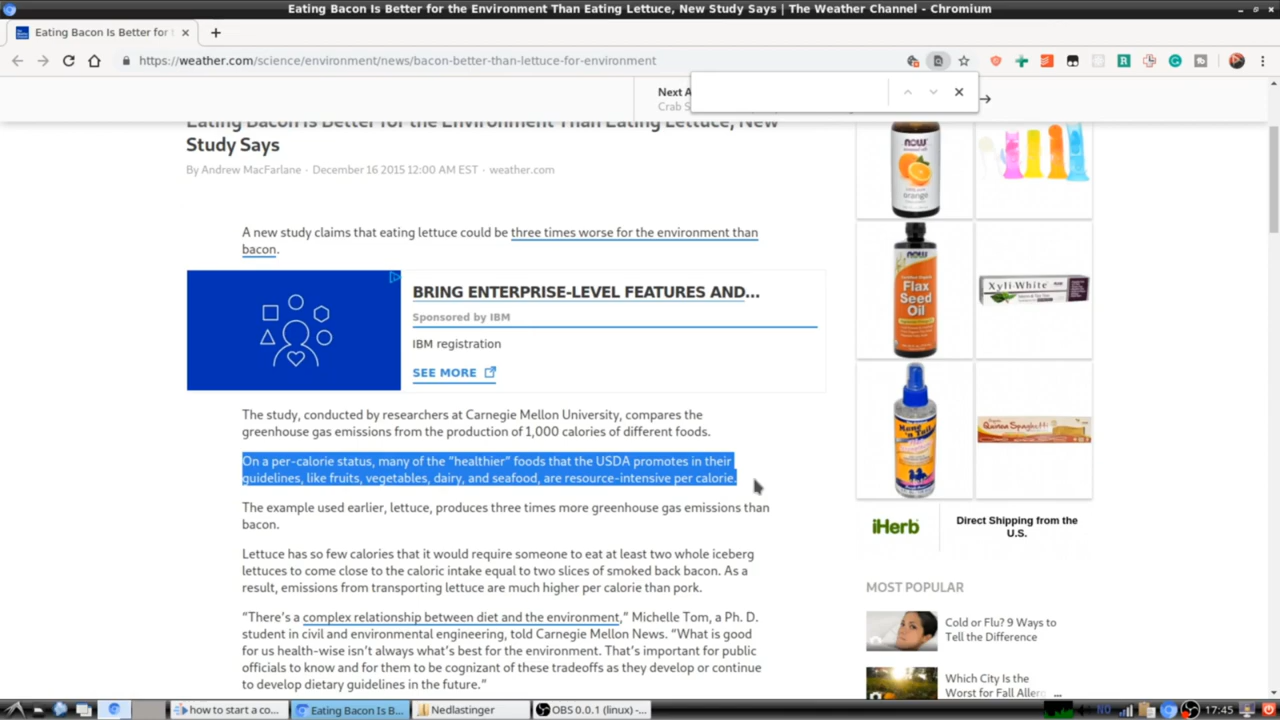 Eating Bacon Is Better for the Environment Than Eating Lettuce, New Study Says | The Weather Channel - Chromium
Eating Bacon Is Better for
https://weather.com/science/environment/news/bacon-better-than-lettuce-for-environment
Next A
Crab S
Eating Bacon Is Better for the Environment Than Eating Lettuce, New
Study Says
By Andrew MacFarlane · December 16 2015 12:00 AM EST · weather.com
A new study claims that eating lettuce could be three times worse for the environment than
bacon.
BRING ENTERPRISE-LEVEL FEATURES AND...
Sponsored by IBM
IBM registration
SEE MORE
The study, conducted by researchers at Carnegie Mellon University, compares the
greenhouse gas emissions from the production of 1,000 calories of different foods.
On a per-calorie status, many of the “healthier” foods that the USDA promotes in their
guidelines, like fruits, vegetables, dairy, and seafood, are resource-intensive per calorie.
The example used earlier, lettuce, produces three times more greenhouse gas emissions than
bacon.
Lettuce has so few calories that it would require someone to eat at least two whole iceberg
lettuces to come close to the caloric intake equal to two slices of smoked back bacon. As a
result, emissions from transporting lettuce are much higher per calorie than pork.
“There's a complex relationship between diet and the environment,” Michelle Tom, a Ph. D.
student in civil and environmental engineering, told Carnegie Mellon News. “What is good
for us health-wise isn't always what's best for the environment. That's important for public
officials to know and for them to be cognizant of these tradeoffs as they develop or continue
to develop dietary guidelines in the future.”
NOW
orange
NOW
Flax
Seed
Oil
XyliWhite
Mane
'n Tail
Quinoa Spaghetti
iHerb
Direct Shipping from the
U.S.
MOST POPULAR
Cold or Flu? 9 Ways to
Tell the Difference
Which City Is the
Worst for Fall Allerg ...
how to start a co...
Eating Bacon Is B...
Nedlastinger
OBS 0.0.1 (linux) -...
NO
17:45